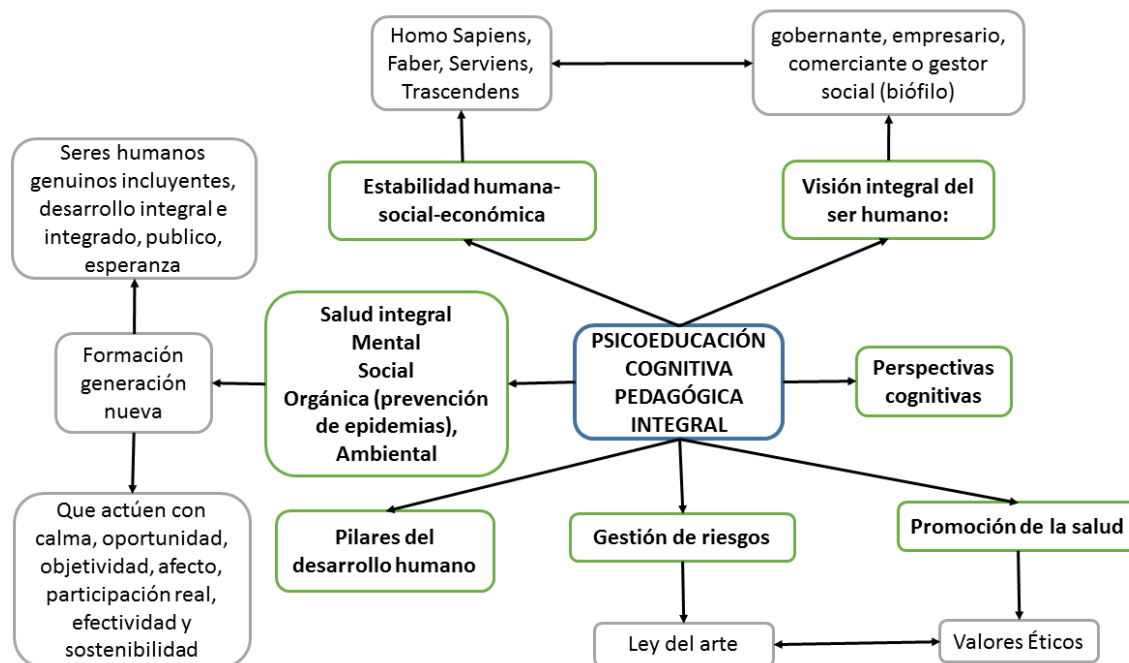 Homo Sapiens,
Faber, Serviens,
Trascendens
gobernante, empresario,
comerciante o gestor
social (biófilo)
Seres humanos
genuinos incluyentes,
desarrollo integral e
integrado, publico,
esperanza
Estabilidad humana-
social-económica
Visión integral del
ser humano:
Formación
generación
nueva
Salud integral
Mental
Social
Orgánica (prevención
de epidemias),
Ambiental
PSICOEDUCACIÓN
COGNITIVA
PEDAGÓGICA
INTEGRAL
Perspectivas
cognitivas
Que actúen con
calma, oportunidad,
objetividad, afecto,
participación real,
efectividad y
sostenibilidad
Pilares del
desarrollo humano
Gestión de riesgos
Promoción de la salud
Ley del arte
Valores Éticos